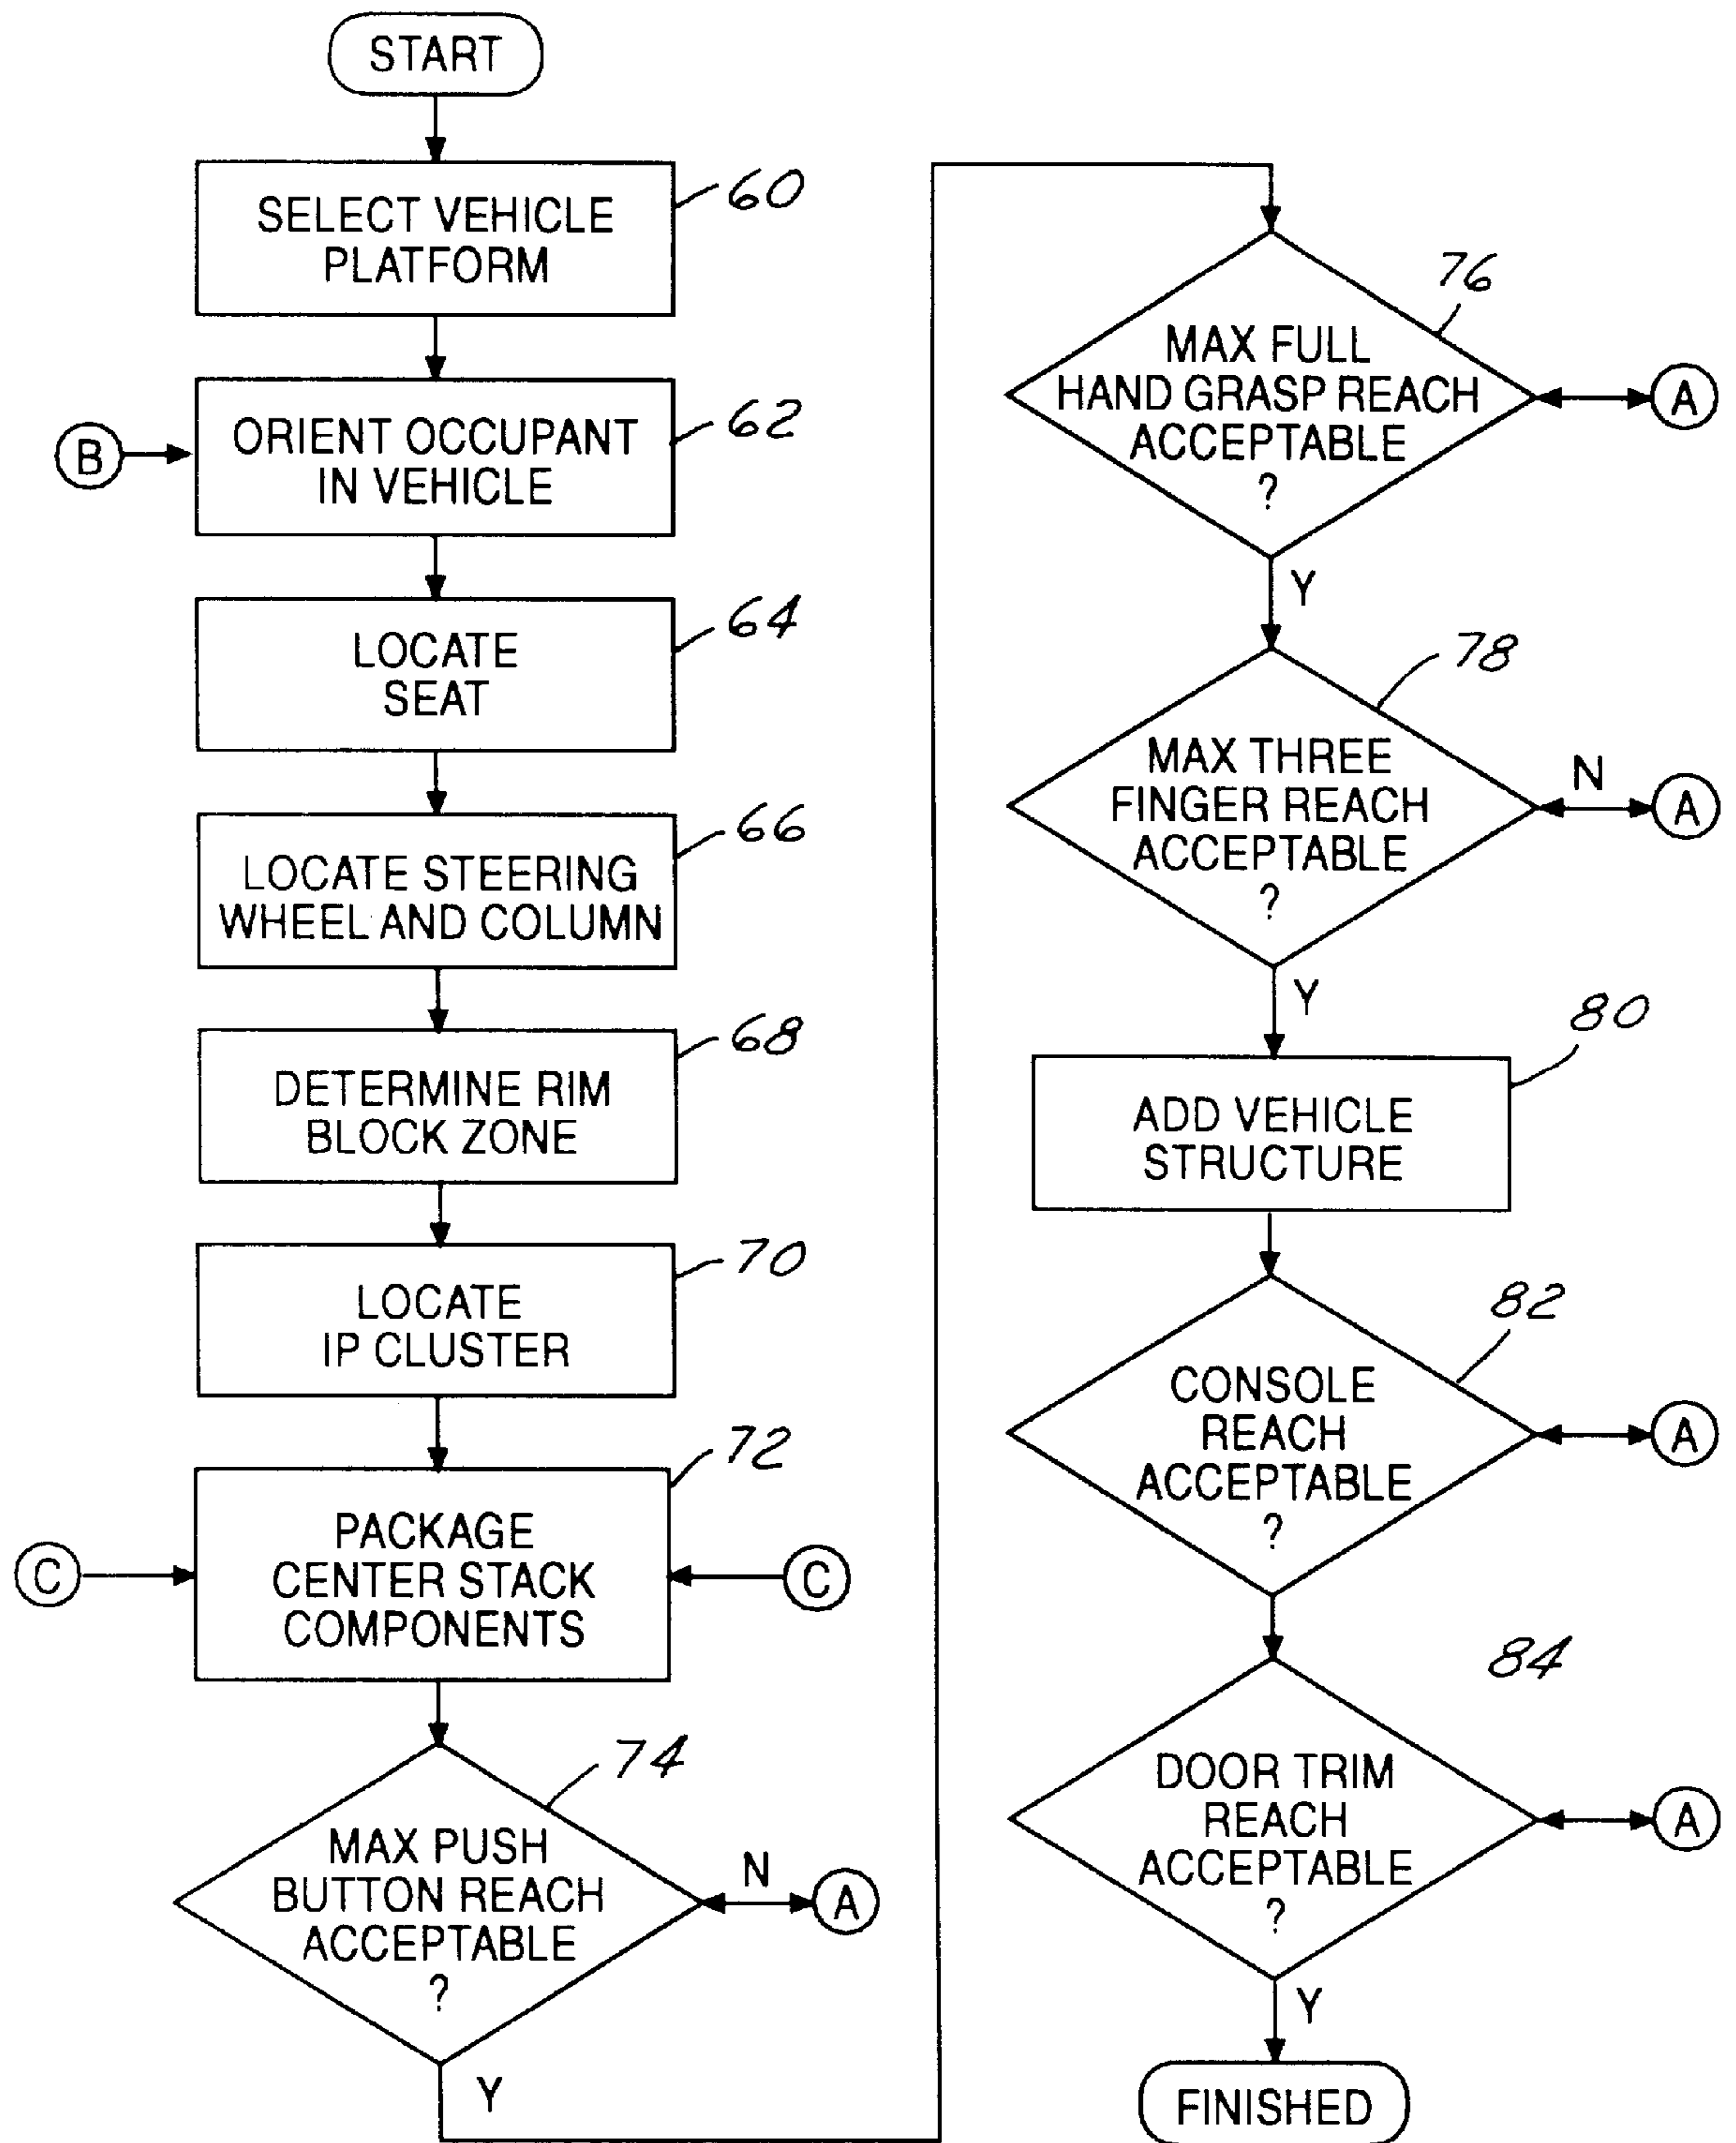 START
SELECT VEHICLE
PLATFORM
60
B
ORIENT OCCUPANT
IN VEHICLE
62
LOCATE
SEAT
64
LOCATE STEERING
WHEEL AND COLUMN
66
DETERMINE RIM
BLOCK ZONE
68
LOCATE
IP CLUSTER
70
C
PACKAGE
CENTER STACK
COMPONENTS
72
C
MAX PUSH
BUTTON REACH
ACCEPTABLE
?
74
N
A
Y
MAX FULL
HAND GRASP REACH
ACCEPTABLE
?
76
A
Y
MAX THREE
FINGER REACH
ACCEPTABLE
?
78
N
A
Y
ADD VEHICLE
STRUCTURE
80
CONSOLE
REACH
ACCEPTABLE
?
82
A
DOOR TRIM
REACH
ACCEPTABLE
?
84
A
Y
FINISHED